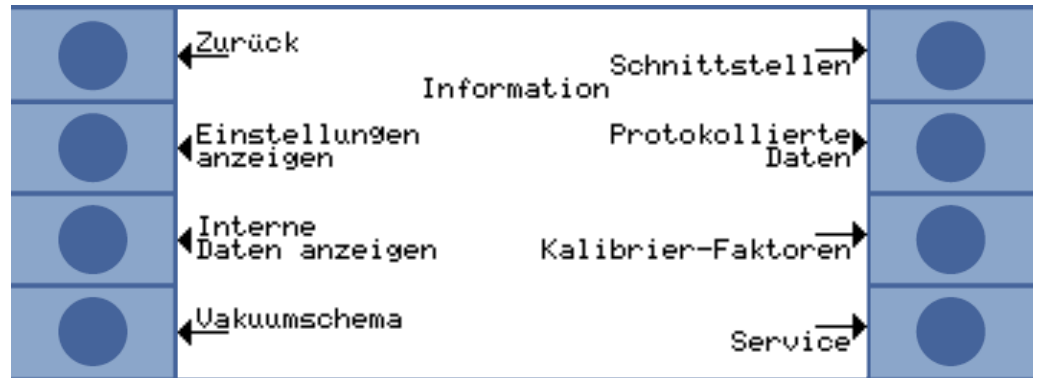 Zurück
Schnittstellen
Information
Einstellungen
anzeigen
Protokollierte
Daten
Interne
Daten anzeigen
Kalibrier-Faktoren
Vakuumschema
Service